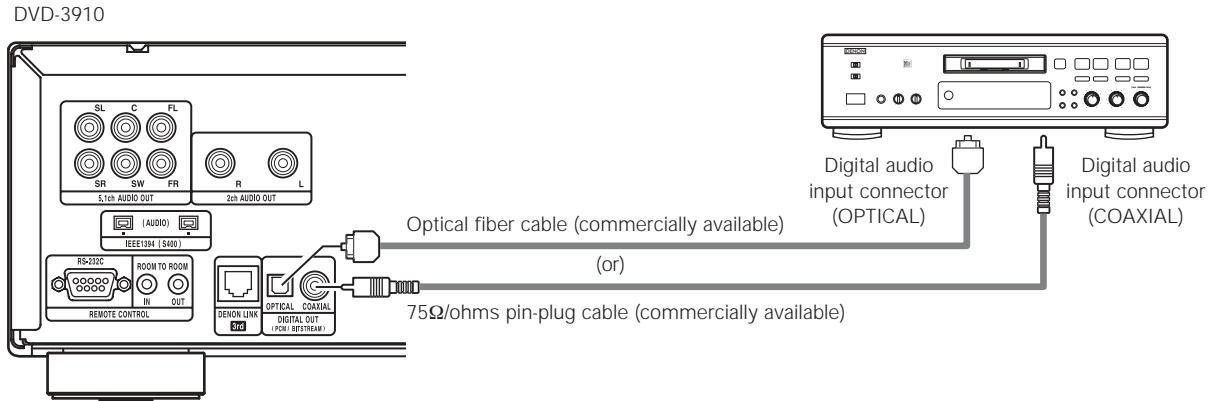 DVD-3910
DENON
SL C FL
SR SW FR
5.1ch AUDIO OUT
R L
2ch AUDIO OUT
(AUDIO)
IEEE1394 (S400)
RS-232C
ROOM TO ROOM
IN OUT
REMOTE CONTROL
DENON LINK
3rd
OPTICAL COAXIAL
DIGITAL OUT
(PCM/BITSTREAM)
Optical fiber cable (commercially available)
(or)
75Ω/ohms pin-plug cable (commercially available)
Digital audio
input connector
(OPTICAL)
Digital audio
input connector
(COAXIAL)